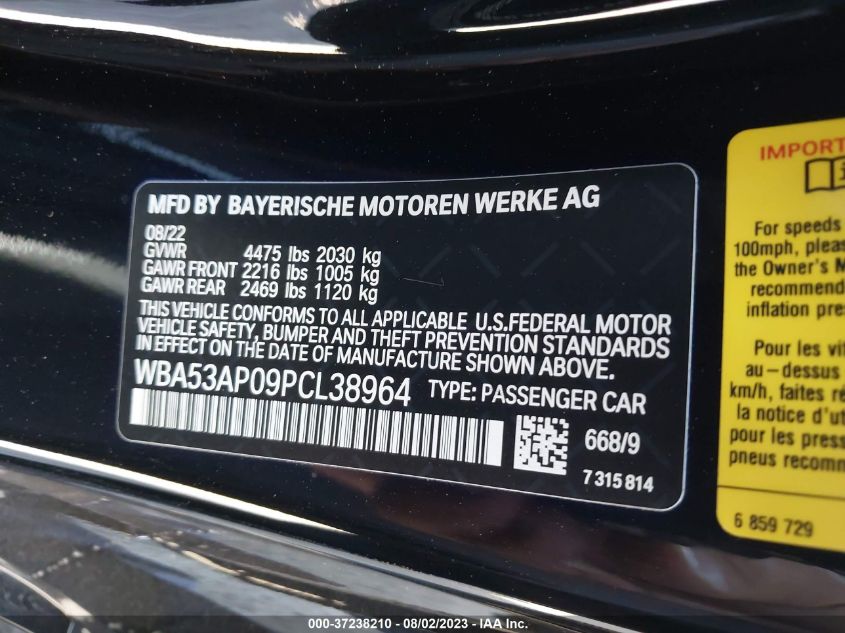 MFD BY BAYERISCHE MOTOREN WERKE AG
08/22
GVWR 4475 lbs 2030 kg
GAWR FRONT 2216 lbs 1005 kg
GAWR REAR 2469 lbs 1120 kg
THIS VEHICLE CONFORMS TO ALL APPLICABLE U.S.FEDERAL MOTOR
VEHICLE SAFETY, BUMPER AND THEFT PREVENTION STANDARDS
IN EFFECT ON THE DATE OF MANUFACTURE SHOWN ABOVE.
WBA53AP09PCL38964 TYPE: PASSENGER CAR
668/9
7 315 814
IMPORT
For speeds
100mph, pleas
the Owner's M
recommend
inflation pre
Pour les vit
au-dessus
km/h, faites ré
la notice d'ut
pour les press
pneus recomm
6 859 729
000-37238210 - 08/02/2023 - IAA Inc.